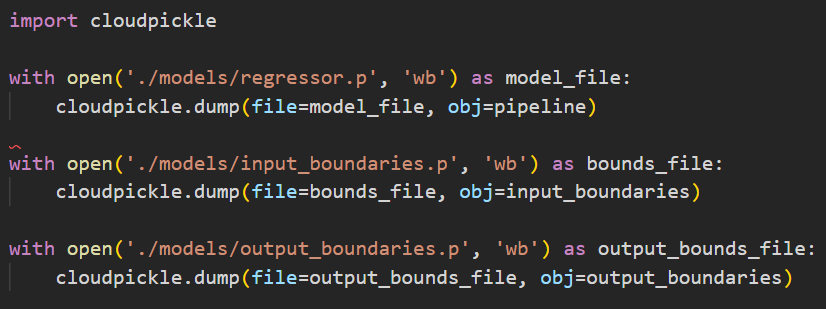 import cloudpickle
with open('./models/regressor.p', 'wb') as model_file:
    cloudpickle.dump(file=model_file, obj=pipeline)
with open('./models/input_boundaries.p', 'wb') as bounds_file:
    cloudpickle.dump(file=bounds_file, obj=input_boundaries)
with open('./models/output_boundaries.p', 'wb') as output_bounds_file:
    cloudpickle.dump(file=output_bounds_file, obj=output_boundaries)